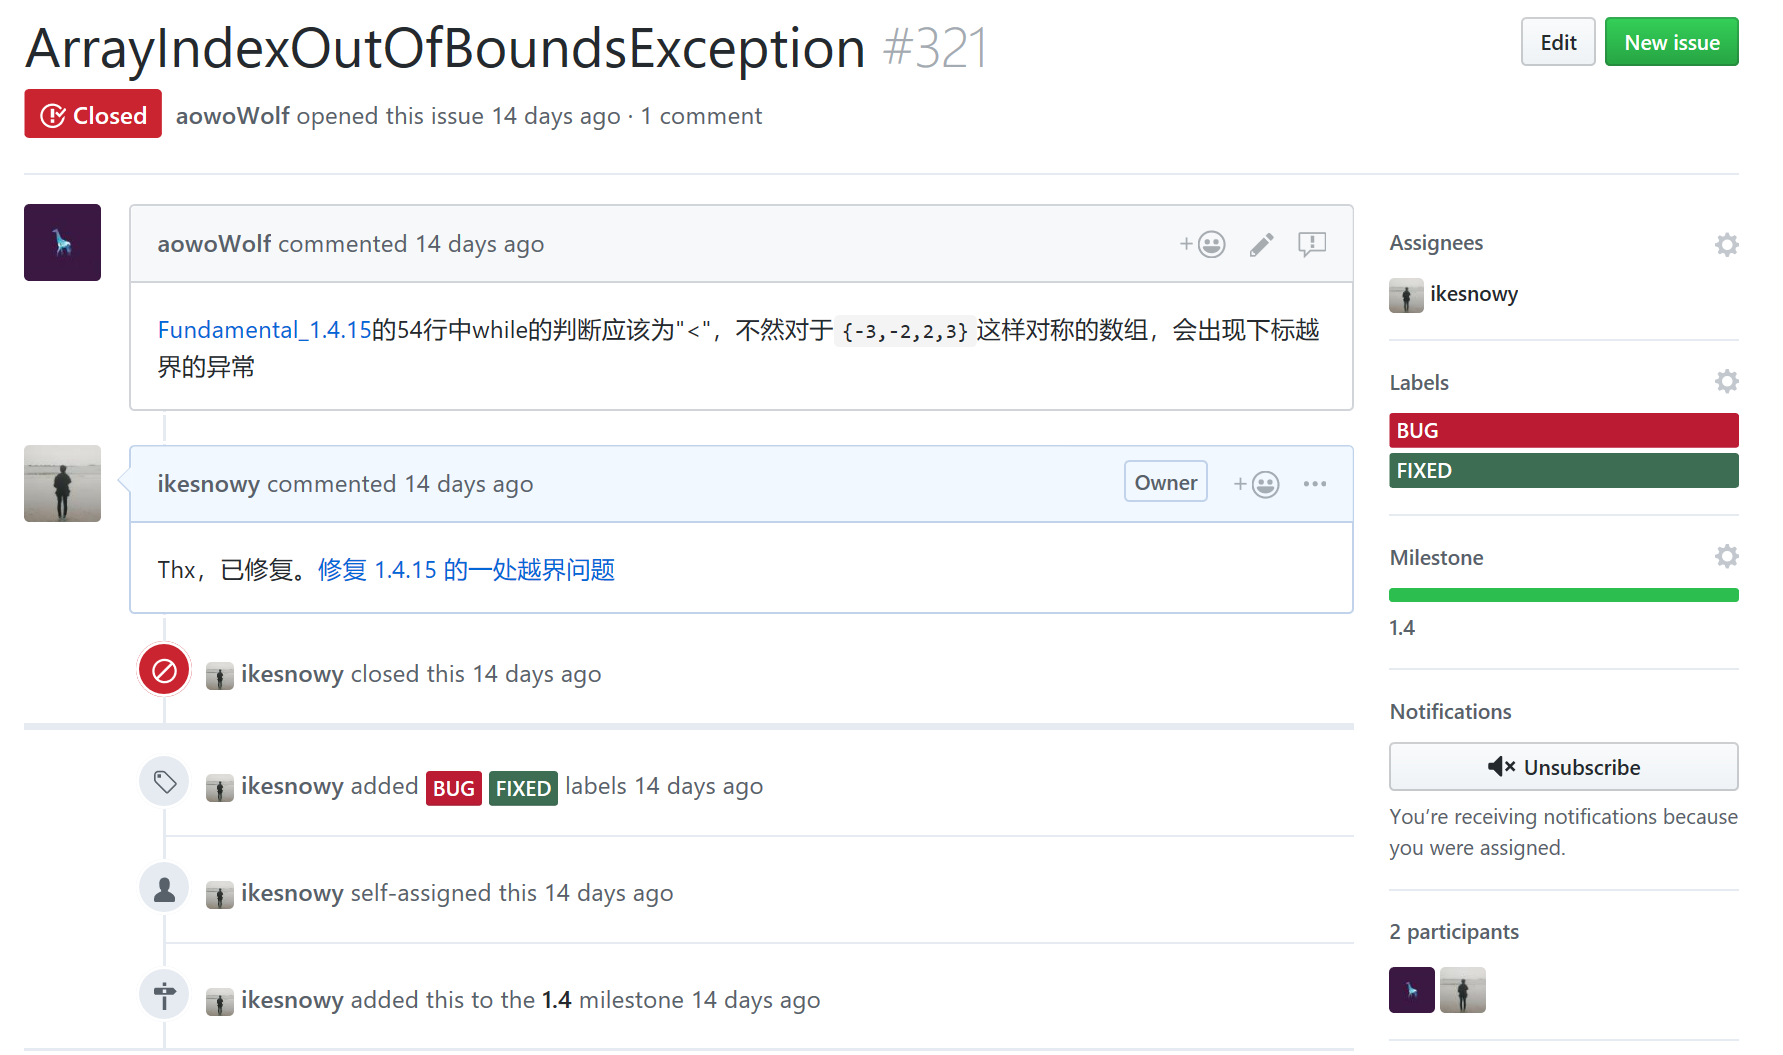 ArrayIndexOutOfBoundsException #321
Edit
New issue
Closed
aowoWolf opened this issue 14 days ago · 1 comment
aowoWolf commented 14 days ago
Fundamental_1.4.15的54行中while的判断应该为"<"，不然对于{-3,-2,2,3}这样对称的数组，会出现下标越
界的异常
ikesnowy commented 14 days ago
Owner
Thx，已修复。修复 1.4.15 的一处越界问题
ikesnowy closed this 14 days ago
ikesnowy added BUG FIXED labels 14 days ago
ikesnowy self-assigned this 14 days ago
ikesnowy added this to the 1.4 milestone 14 days ago
Assignees
ikesnowy
Labels
BUG
FIXED
Milestone
1.4
Notifications
Unsubscribe
You’re receiving notifications because
you were assigned.
2 participants